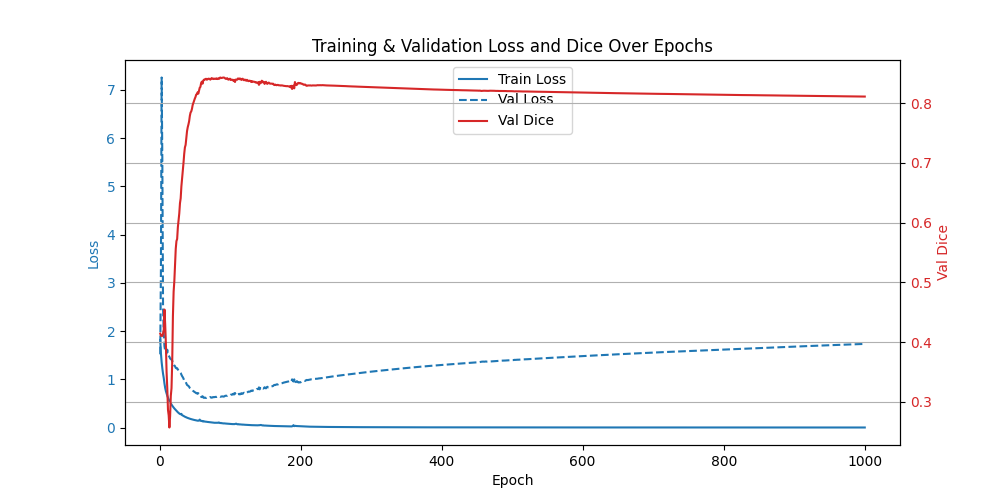 Training & Validation Loss and Dice Over Epochs
Train Loss
Val Loss
Val Dice
7
6
5
4
3
2
1
0
Loss
0.8
0.7
0.6
0.5
0.4
0.3
Val Dice
0
200
400
600
800
1000
Epoch